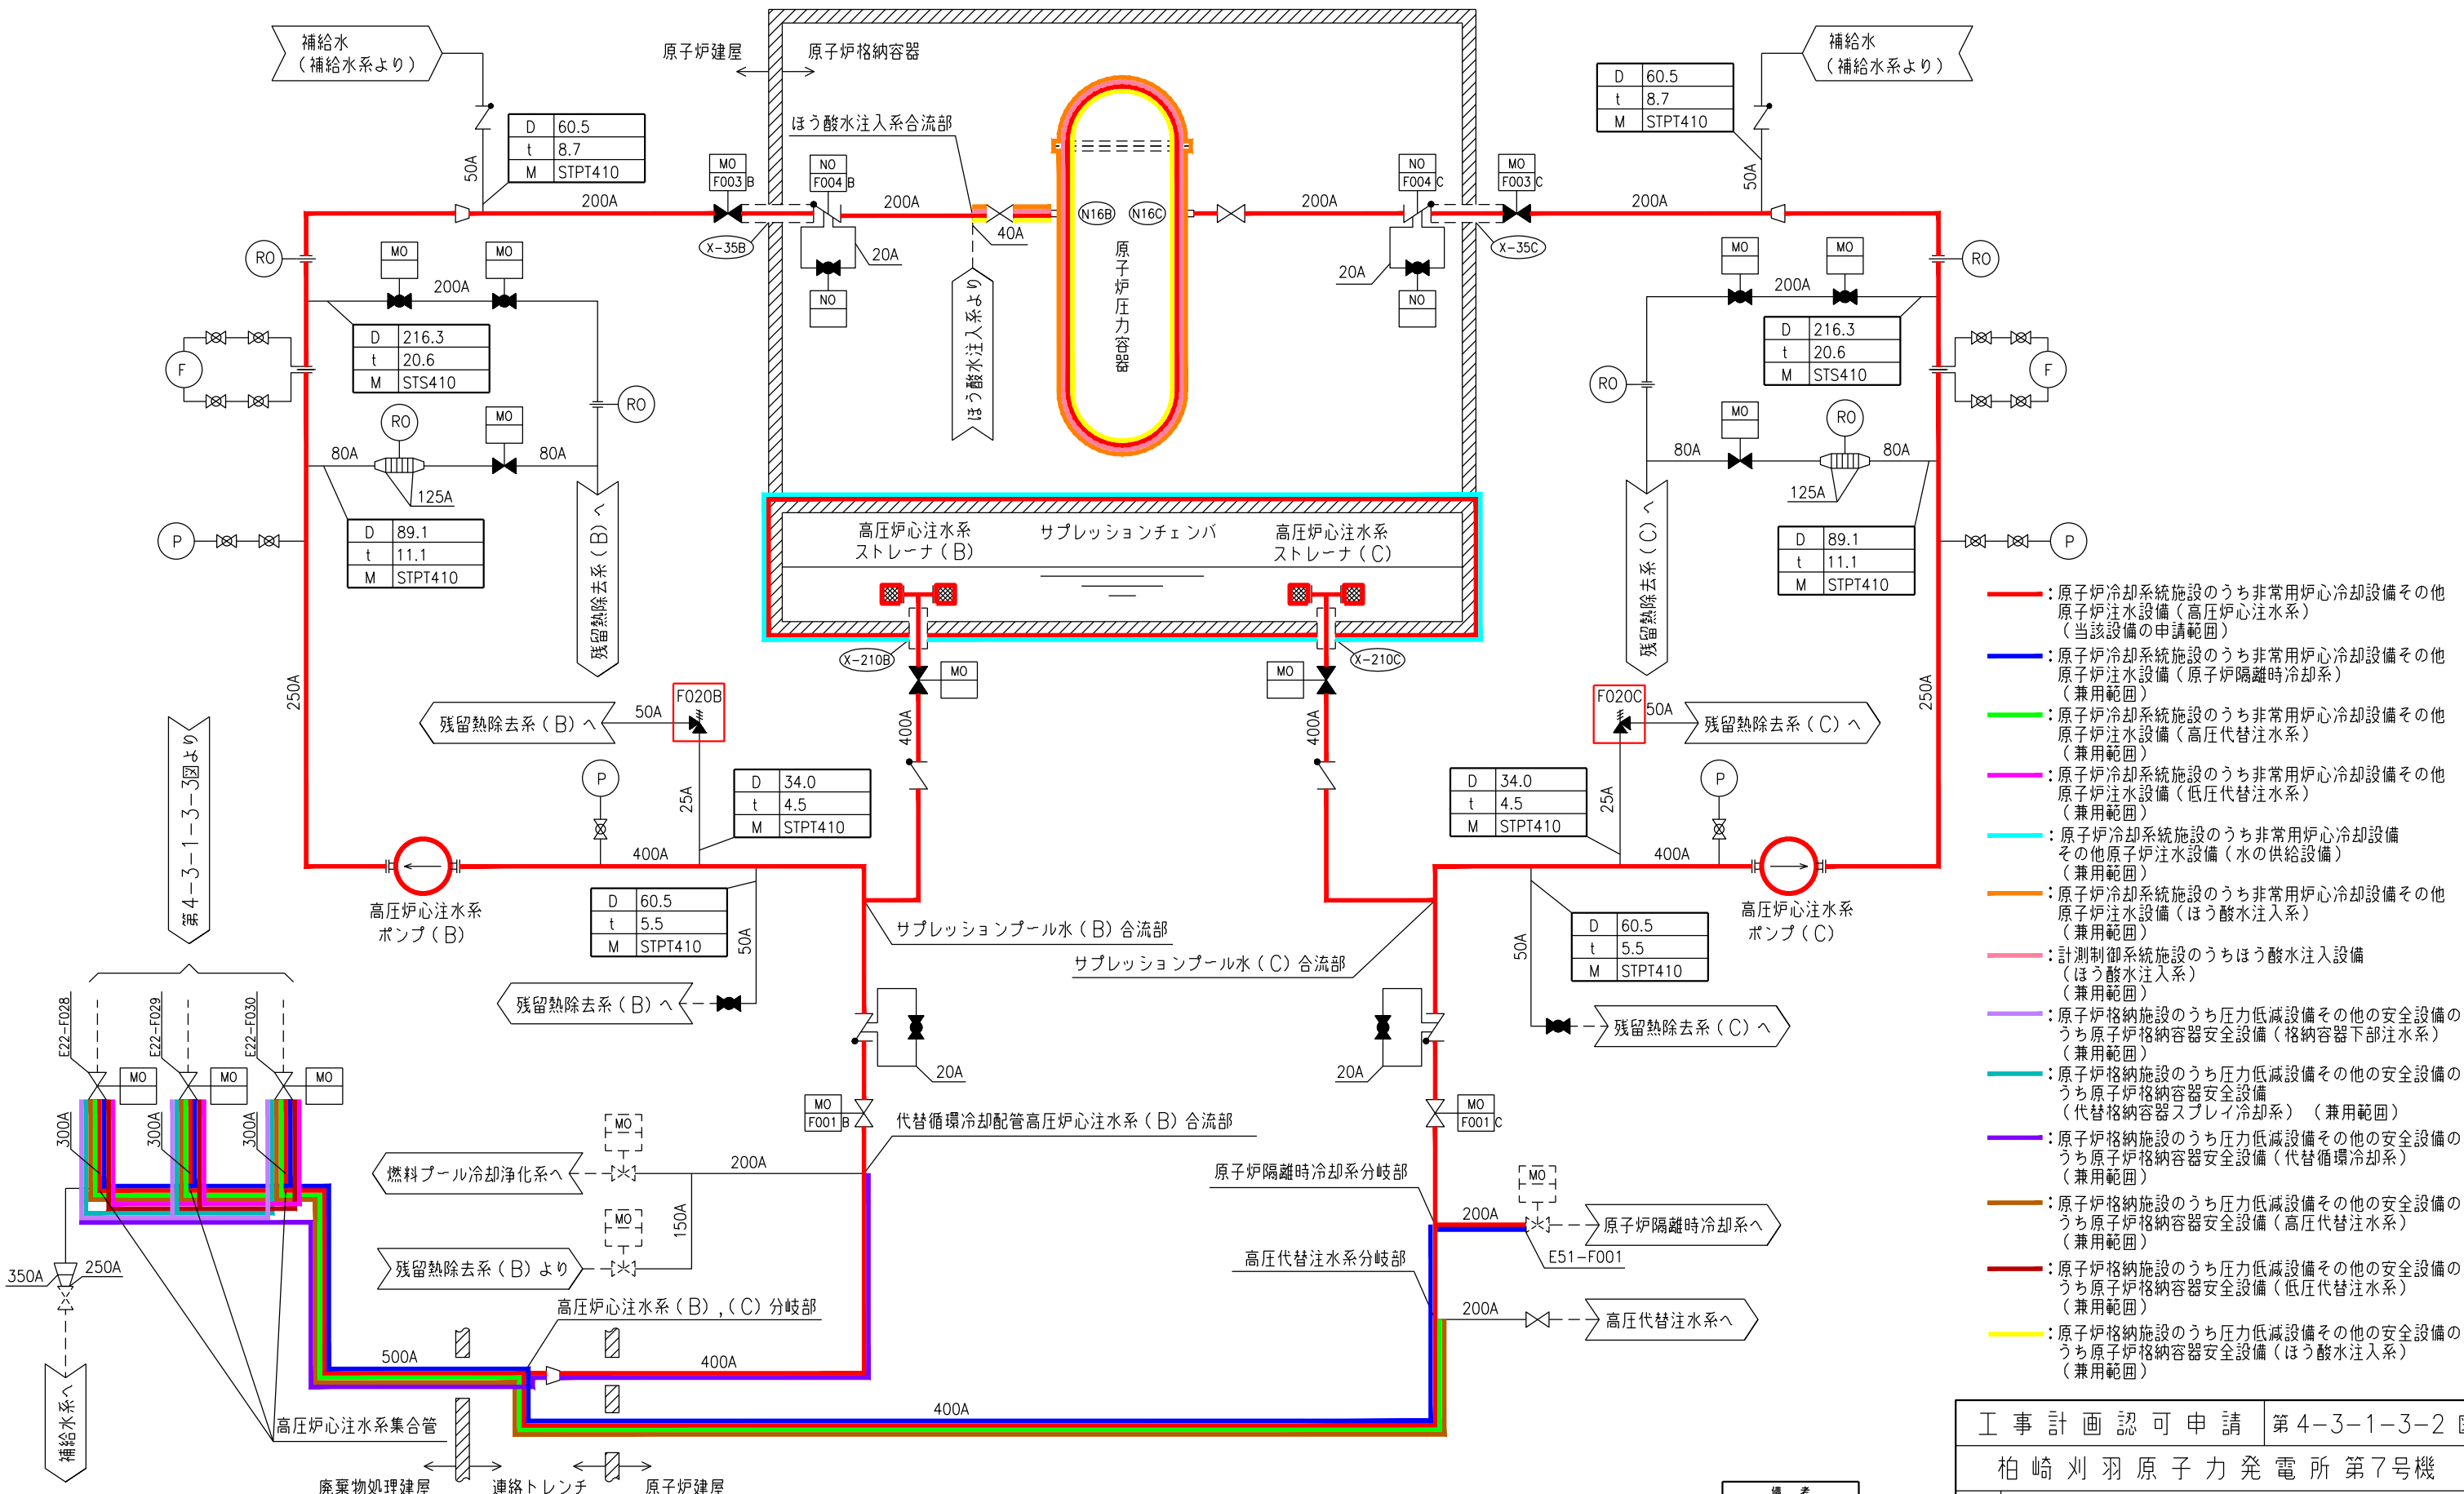 補給水
（補給水系より）
原子炉建屋
原子炉格納容器
補給水
（補給水系より）
D 60.5
t 8.7
M STPT410
D 60.5
t 8.7
M STPT410
ほう酸水注入系合流部
50A
50A
MO
F003 B
NO
F004 B
NO
F004 C
MO
F003 C
200A
200A
200A
200A
N16B
N16C
X-35B
X-35C
40A
20A
20A
NO
NO
RO
RO
MO
MO
MO
MO
200A
200A
原子炉圧力容器
ほう酸水注入系より
D 216.3
t 20.6
M STS410
D 216.3
t 20.6
M STS410
F
F
RO
RO
RO
MO
MO
RO
80A
80A
80A
80A
125A
125A
D 89.1
t 11.1
M STPT410
D 89.1
t 11.1
M STPT410
P
P
残留熱除去系（B）へ
残留熱除去系（C）へ
高圧炉心注水系
ストレーナ（B）
サプレッションチェンバ
高圧炉心注水系
ストレーナ（C）
X-210B
X-210C
MO
MO
250A
250A
400A
400A
F020B
F020C
50A
50A
残留熱除去系（B）へ
残留熱除去系（C）へ
第4-3-1-3-3図より
P
P
25A
25A
D 34.0
t 4.5
M STPT410
D 34.0
t 4.5
M STPT410
400A
400A
高圧炉心注水系
ポンプ（B）
高圧炉心注水系
ポンプ（C）
D 60.5
t 5.5
M STPT410
D 60.5
t 5.5
M STPT410
50A
50A
サプレッションプール水（B）合流部
サプレッションプール水（C）合流部
残留熱除去系（B）へ
残留熱除去系（C）へ
E22-F028
E22-F029
E22-F030
MO
MO
MO
300A
300A
300A
20A
20A
MO
F001 B
MO
F001 C
代替循環冷却配管高圧炉心注水系（B）合流部
MO
燃料プール冷却浄化系へ
200A
原子炉隔離時冷却系分岐部
MO
200A
原子炉隔離時冷却系へ
E51-F001
150A
MO
残留熱除去系（B）より
高圧代替注水系分岐部
200A
高圧代替注水系へ
350A
250A
高圧炉心注水系（B）,（C）分岐部
500A
400A
400A
補給水系へ
高圧炉心注水系集合管
廃棄物処理建屋
連絡トレンチ
原子炉建屋
：原子炉冷却系統施設のうち非常用炉心冷却設備その他
原子炉注水設備（高圧炉心注水系）
（当該設備の申請範囲）
：原子炉冷却系統施設のうち非常用炉心冷却設備その他
原子炉注水設備（原子炉隔離時冷却系）
（兼用範囲）
：原子炉冷却系統施設のうち非常用炉心冷却設備その他
原子炉注水設備（高圧代替注水系）
（兼用範囲）
：原子炉冷却系統施設のうち非常用炉心冷却設備その他
原子炉注水設備（低圧代替注水系）
（兼用範囲）
：原子炉冷却系統施設のうち非常用炉心冷却設備
その他原子炉注水設備（水の供給設備）
（兼用範囲）
：原子炉冷却系統施設のうち非常用炉心冷却設備その他
原子炉注水設備（ほう酸水注入系）
（兼用範囲）
：計測制御系統施設のうちほう酸水注入設備
（ほう酸水注入系）
（兼用範囲）
：原子炉格納施設のうち圧力低減設備その他の安全設備の
うち原子炉格納容器安全設備（格納容器下部注水系）
（兼用範囲）
：原子炉格納施設のうち圧力低減設備その他の安全設備の
うち原子炉格納容器安全設備
（代替格納容器スプレイ冷却系）（兼用範囲）
：原子炉格納施設のうち圧力低減設備その他の安全設備の
うち原子炉格納容器安全設備（代替循環冷却系）
（兼用範囲）
：原子炉格納施設のうち圧力低減設備その他の安全設備の
うち原子炉格納容器安全設備（高圧代替注水系）
（兼用範囲）
：原子炉格納施設のうち圧力低減設備その他の安全設備の
うち原子炉格納容器安全設備（低圧代替注水系）
（兼用範囲）
：原子炉格納施設のうち圧力低減設備その他の安全設備の
うち原子炉格納容器安全設備（ほう酸水注入系）
（兼用範囲）
工事計画認可申請 第4-3-1-3-2
柏崎刈羽原子力発電所第7号機
備考